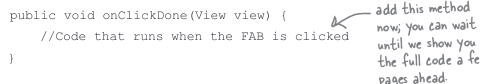 public void onClickDone(View view) {
//Code that runs when the FAB is clicked
}
add this method
now; you can wait
until we show you
the full code a fe
pages ahead.